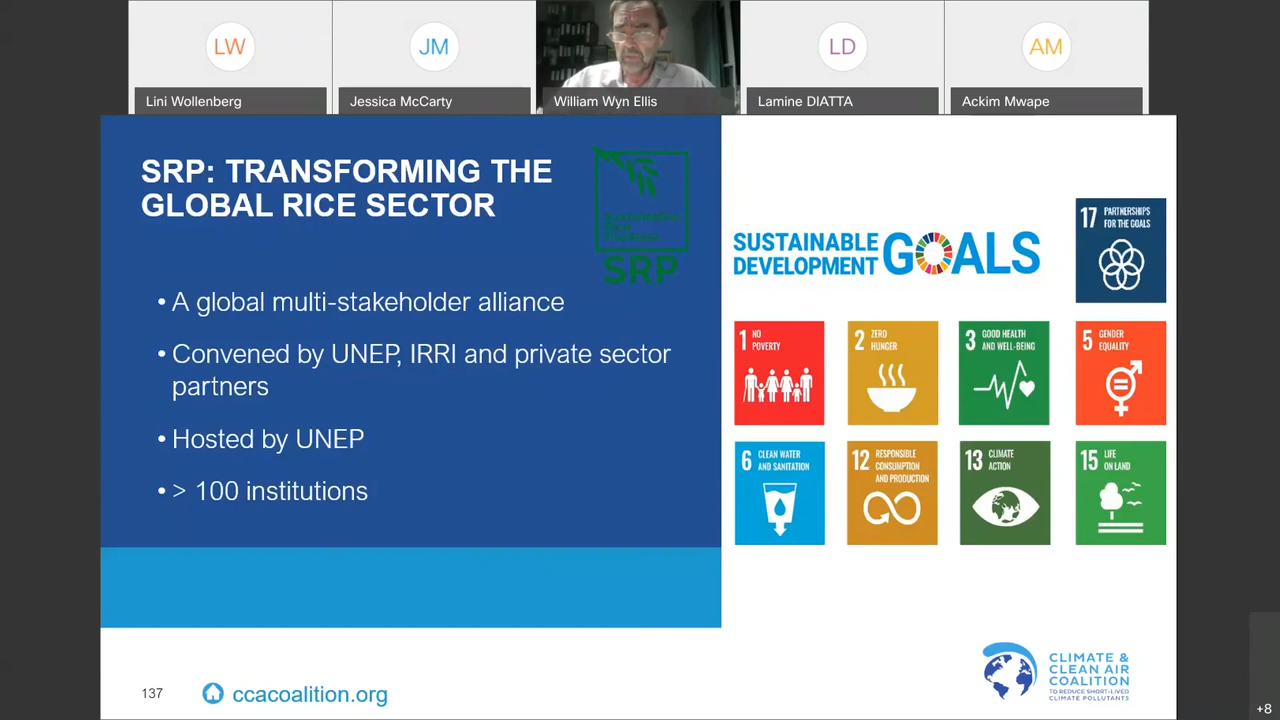 LW
JM
LD
AM
Lini Wollenberg
Jessica McCarty
William Wyn Ellis
Lamine DIATTA
Ackim Mwape
SRP: TRANSFORMING THE
GLOBAL RICE SECTOR
Sustainable
Rice
Platform
SRP
• A global multi-stakeholder alliance
• Convened by UNEP, IRRI and private sector
partners
• Hosted by UNEP
• > 100 institutions
SUSTAINABLE
DEVELOPMENT
GOALS
17 PARTNERSHIPS
FOR THE GOALS
1 NO
POVERTY
2 ZERO
HUNGER
3 GOOD HEALTH
AND WELL-BEING
5 GENDER
EQUALITY
6 CLEAN WATER
AND SANITATION
12 RESPONSIBLE
CONSUMPTION
AND PRODUCTION
13 CLIMATE
ACTION
15 LIFE
ON LAND
137
ccacoalition.org
CLIMATE &
CLEAN AIR
COALITION
TO REDUCE SHORT-LIVED
CLIMATE POLLUTANTS
+8